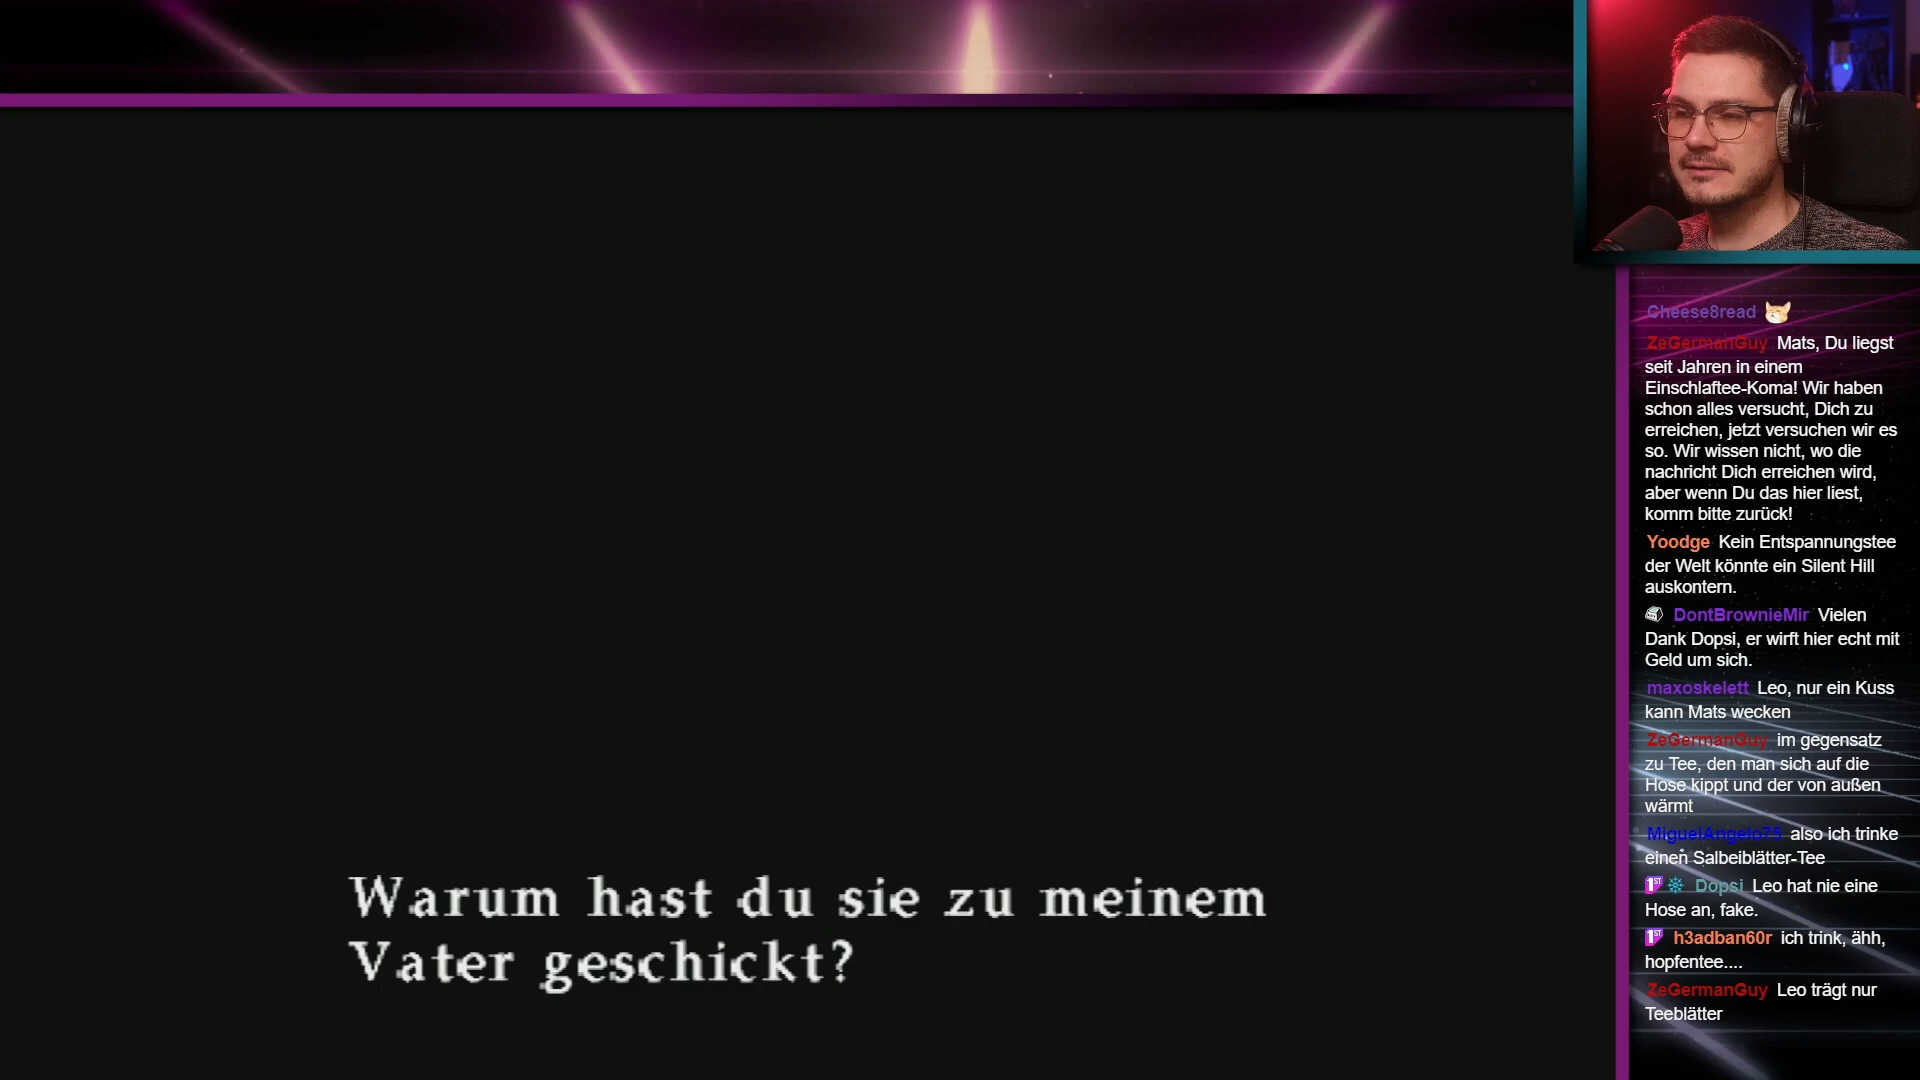 Cheese8read
ZeGermanGuy Mats, Du liegst
seit Jahren in einem
Einschlaftee-Koma! Wir haben
schon alles versucht, Dich zu
erreichen, jetzt versuchen wir es
so. Wir wissen nicht, wo die
nachricht Dich erreichen wird,
aber wenn Du das hier liest,
komm bitte zurück!
Yoodge Kein Entspannungstee
der Welt könnte ein Silent Hill
auskontern.
DontBrownieMir Vielen
Dank Dopsi, er wirft hier echt mit
Geld um sich.
maxoskelett Leo, nur ein Kuss
kann Mats wecken
ZeGermanGuy im gegensatz
zu Tee, den man sich auf die
Hose kippt und der von außen
wärmt
MiguelAngelo75 also ich trinke
einen Salbeiblätter-Tee
1ST Dopsi Leo hat nie eine
Hose an, fake.
1ST h3adban60r ich trink, ähh,
hopfentee....
ZeGermanGuy Leo trägt nur
Teeblätter
Warum hast du sie zu meinem
Vater geschickt?